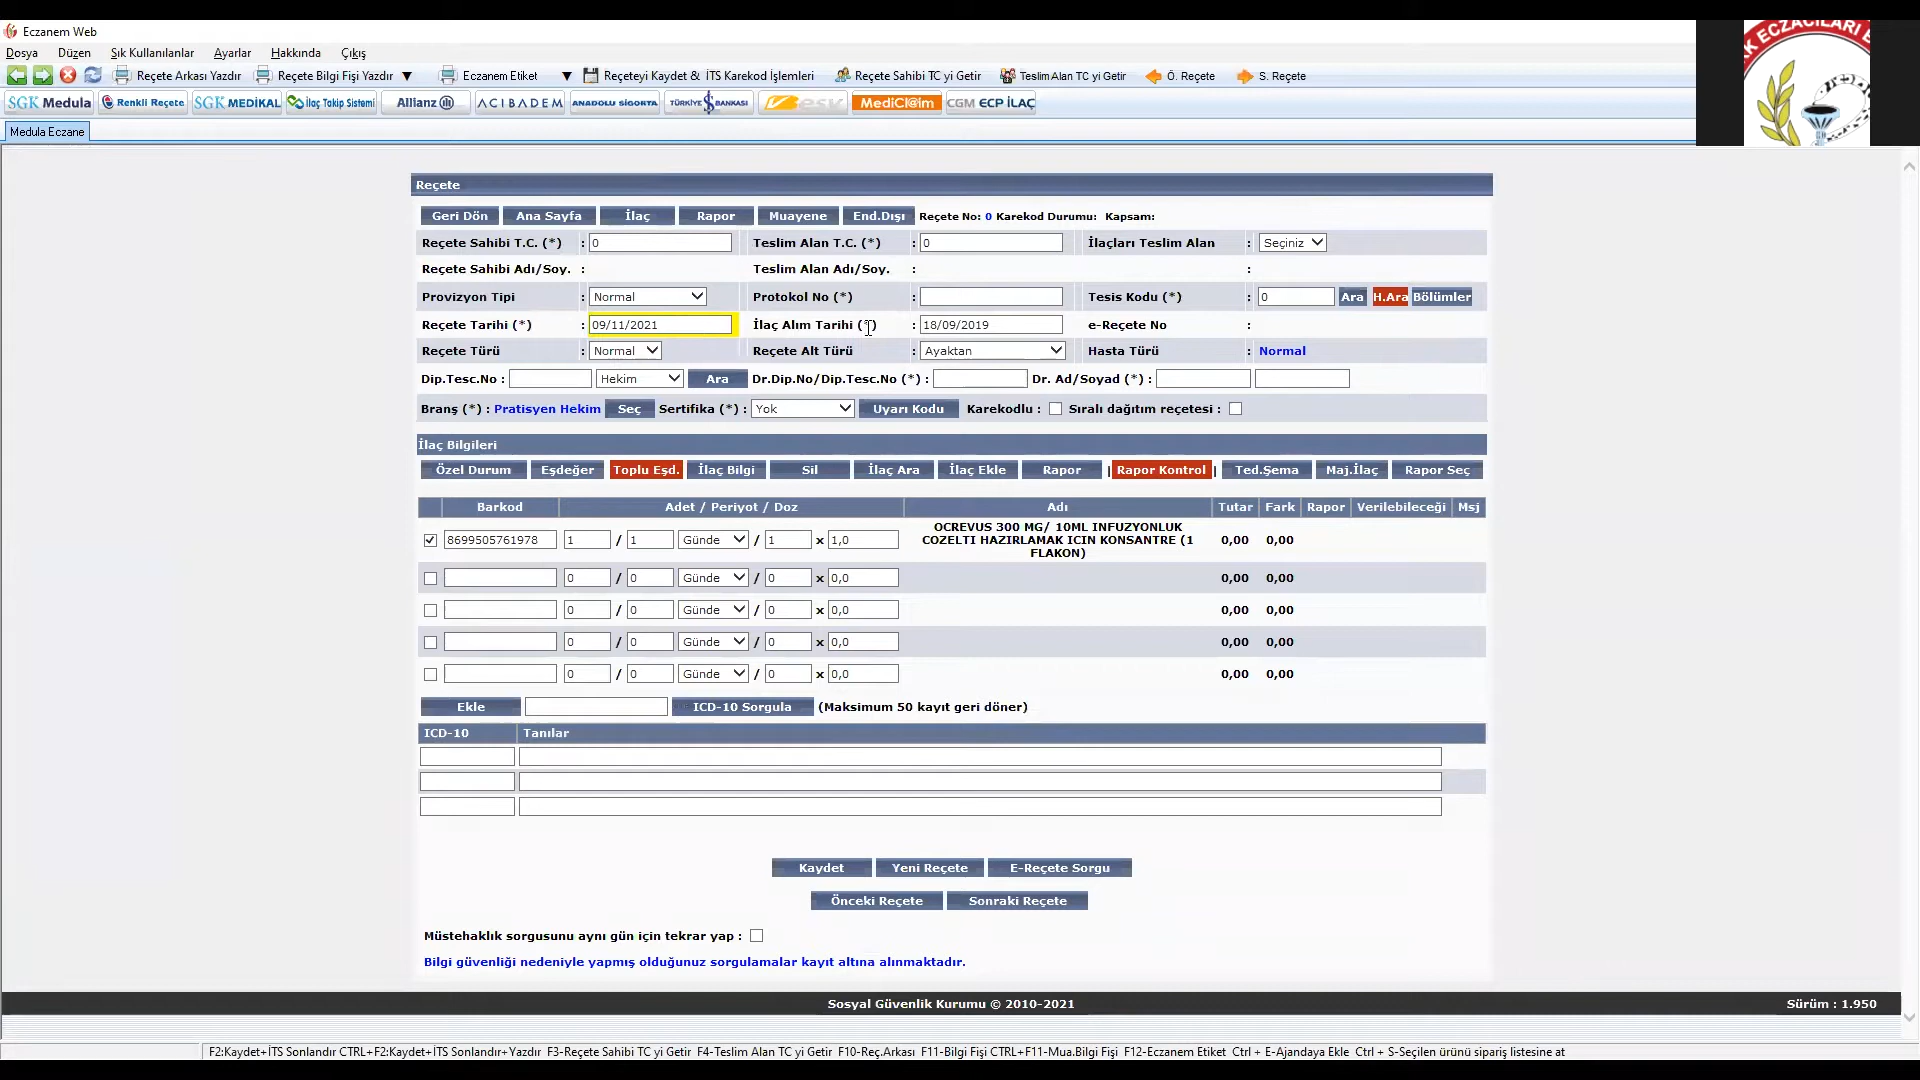 Eczanem Web
Dosya Düzen Sık Kullanılanlar Ayarlar Hakkında Çıkış
Reçete Arkası Yazdır Reçete Bilgi Fişi Yazdır Eczanem Etiket Reçeteyi Kaydet & İTS Karekod İşlemleri Reçete Sahibi TC yi Getir Teslim Alan TC yi Getir Ö. Reçete S. Reçete
SGK Medula Renkli Reçete SGK MEDİKAL İlaç Takip Sistemi Allianz ACIBADEM ANADOLU SİGORTA TÜRKİYE İŞ BANKASI MediCl@im CGM ECP İLAÇ
Medula Eczane
Reçete
Geri Dön Ana Sayfa İlaç Rapor Muayene End.Dışı Reçete No: 0 Karekod Durumu: Kapsam:
Reçete Sahibi T.C. (*) : 0 Teslim Alan T.C. (*) : 0 İlaçları Teslim Alan : Seçiniz
Reçete Sahibi Adı/Soy. : Teslim Alan Adı/Soy. : :
Provizyon Tipi : Normal Protokol No (*) : Tesis Kodu (*) : 0 Ara H.Ara Bölümler
Reçete Tarihi (*) : 09/11/2021 İlaç Alım Tarihi (*) : 18/09/2019 e-Reçete No :
Reçete Türü : Normal Reçete Alt Türü : Ayaktan Hasta Türü : Normal
Dip.Tesc.No : Hekim Ara Dr.Dip.No/Dip.Tesc.No (*) : Dr. Ad/Soyad (*) :
Branş (*) : Pratisyen Hekim Seç Sertifika (*) : Yok Uyarı Kodu Karekodlu : Sıralı dağıtım reçetesi :
İlaç Bilgileri
Özel Durum Eşdeğer Toplu Eşd. İlaç Bilgi Sil İlaç Ara İlaç Ekle Rapor | Rapor Kontrol | Ted.Şema Maj.İlaç Rapor Seç
Barkod Adet / Periyot / Doz Adı Tutar Fark Rapor Verilebileceği Msj
8699505761978 1 / 1 Günde / 1 x 1,0 OCREVUS 300 MG/ 10ML INFUZYONLUK COZELTI HAZIRLAMAK ICIN KONSANTRE (1 FLAKON) 0,00 0,00
0 / 0 Günde / 0 x 0,0 0,00 0,00
0 / 0 Günde / 0 x 0,0 0,00 0,00
0 / 0 Günde / 0 x 0,0 0,00 0,00
0 / 0 Günde / 0 x 0,0 0,00 0,00
Ekle ICD-10 Sorgula (Maksimum 50 kayıt geri döner)
ICD-10 Tanılar
Kaydet Yeni Reçete E-Reçete Sorgu
Önceki Reçete Sonraki Reçete
Müstehaklık sorgusunu aynı gün için tekrar yap :
Bilgi güvenliği nedeniyle yapmış olduğunuz sorgulamalar kayıt altına alınmaktadır.
Sosyal Güvenlik Kurumu © 2010-2021 Sürüm : 1.950
F2:Kaydet+İTS Sonlandır CTRL+F2:Kaydet+İTS Sonlandır+Yazdır F3-Reçete Sahibi TC yi Getir F4-Teslim Alan TC yi Getir F10-Reç.Arkası F11-Bilgi Fişi CTRL+F11-Mua.Bilgi Fişi F12-Eczanem Etiket Ctrl + E-Ajandaya Ekle Ctrl + S-Seçilen ürünü sipariş listesine at